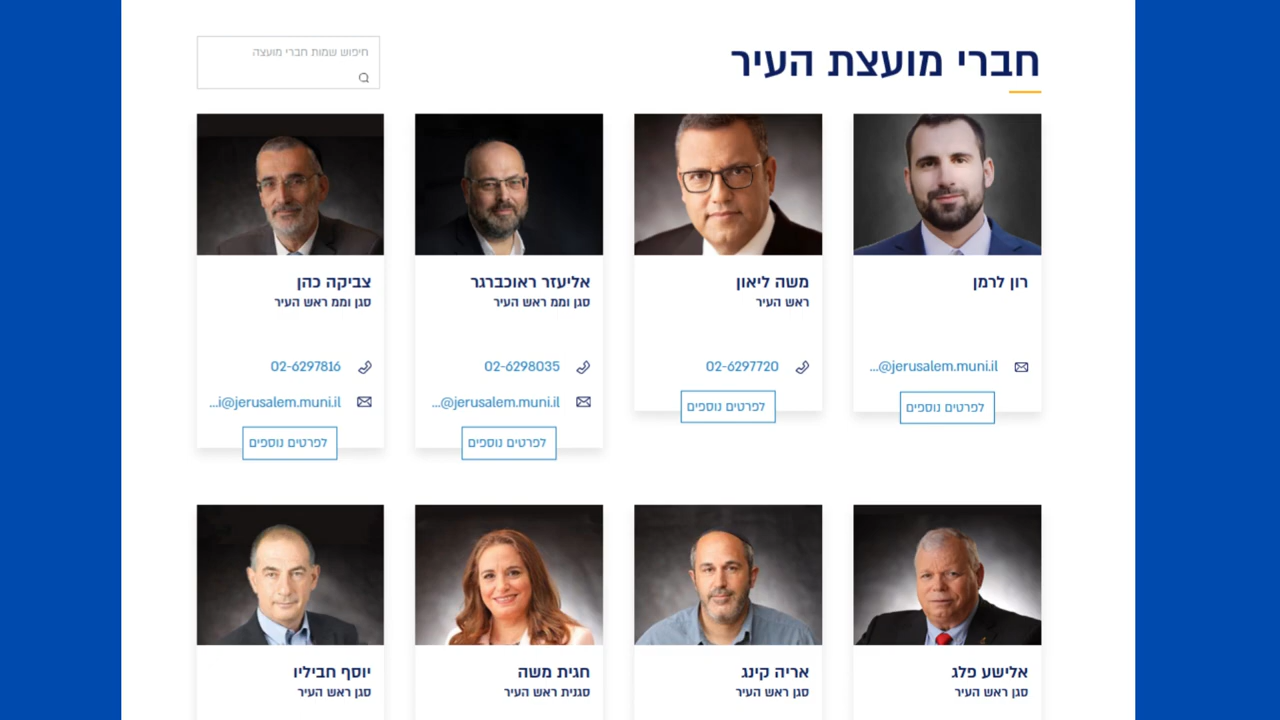 חברי מועצת העיר
חיפוש שמות חברי מועצה
רון לרמן
...@jerusalem.muni.il
לפרטים נוספים
משה ליאון
ראש העיר
02-6297720
לפרטים נוספים
אליעזר ראוכברגר
סגן וממ ראש העיר
02-6298035
...@jerusalem.muni.il
לפרטים נוספים
צביקה כהן
סגן וממ ראש העיר
02-6297816
...i@jerusalem.muni.il
לפרטים נוספים
אלישע פלג
סגן ראש העיר
אריה קינג
סגן ראש העיר
חגית משה
סגנית ראש העיר
יוסף חביליו
סגן ראש העיר